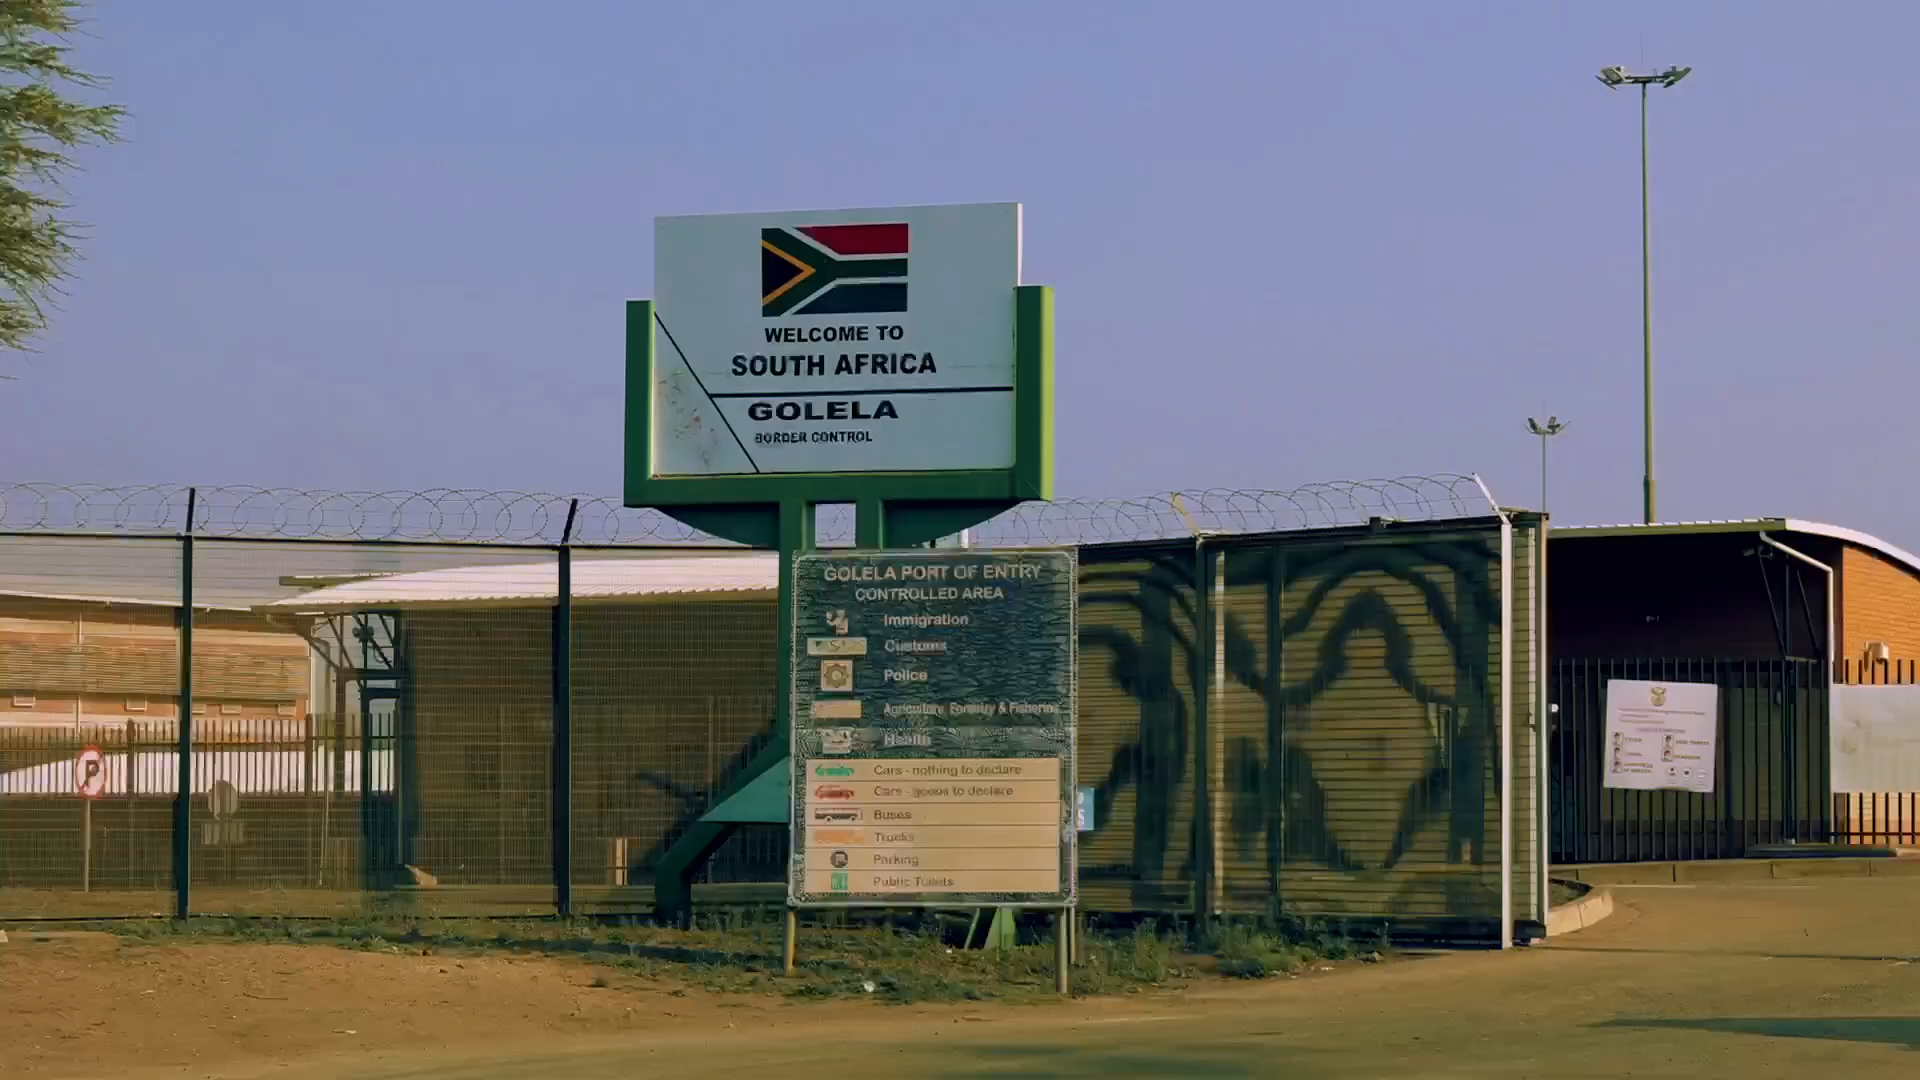 WELCOME TO
SOUTH AFRICA
GOLELA
BORDER CONTROL
GOLELA PORT OF ENTRY
CONTROLLED AREA
Immigration
Customs
Police
Agriculture, Forestry & Fisheries
Health
Cars - nothing to declare
Cars - goods to declare
Buses
Trucks
Parking
Public Toilets
P